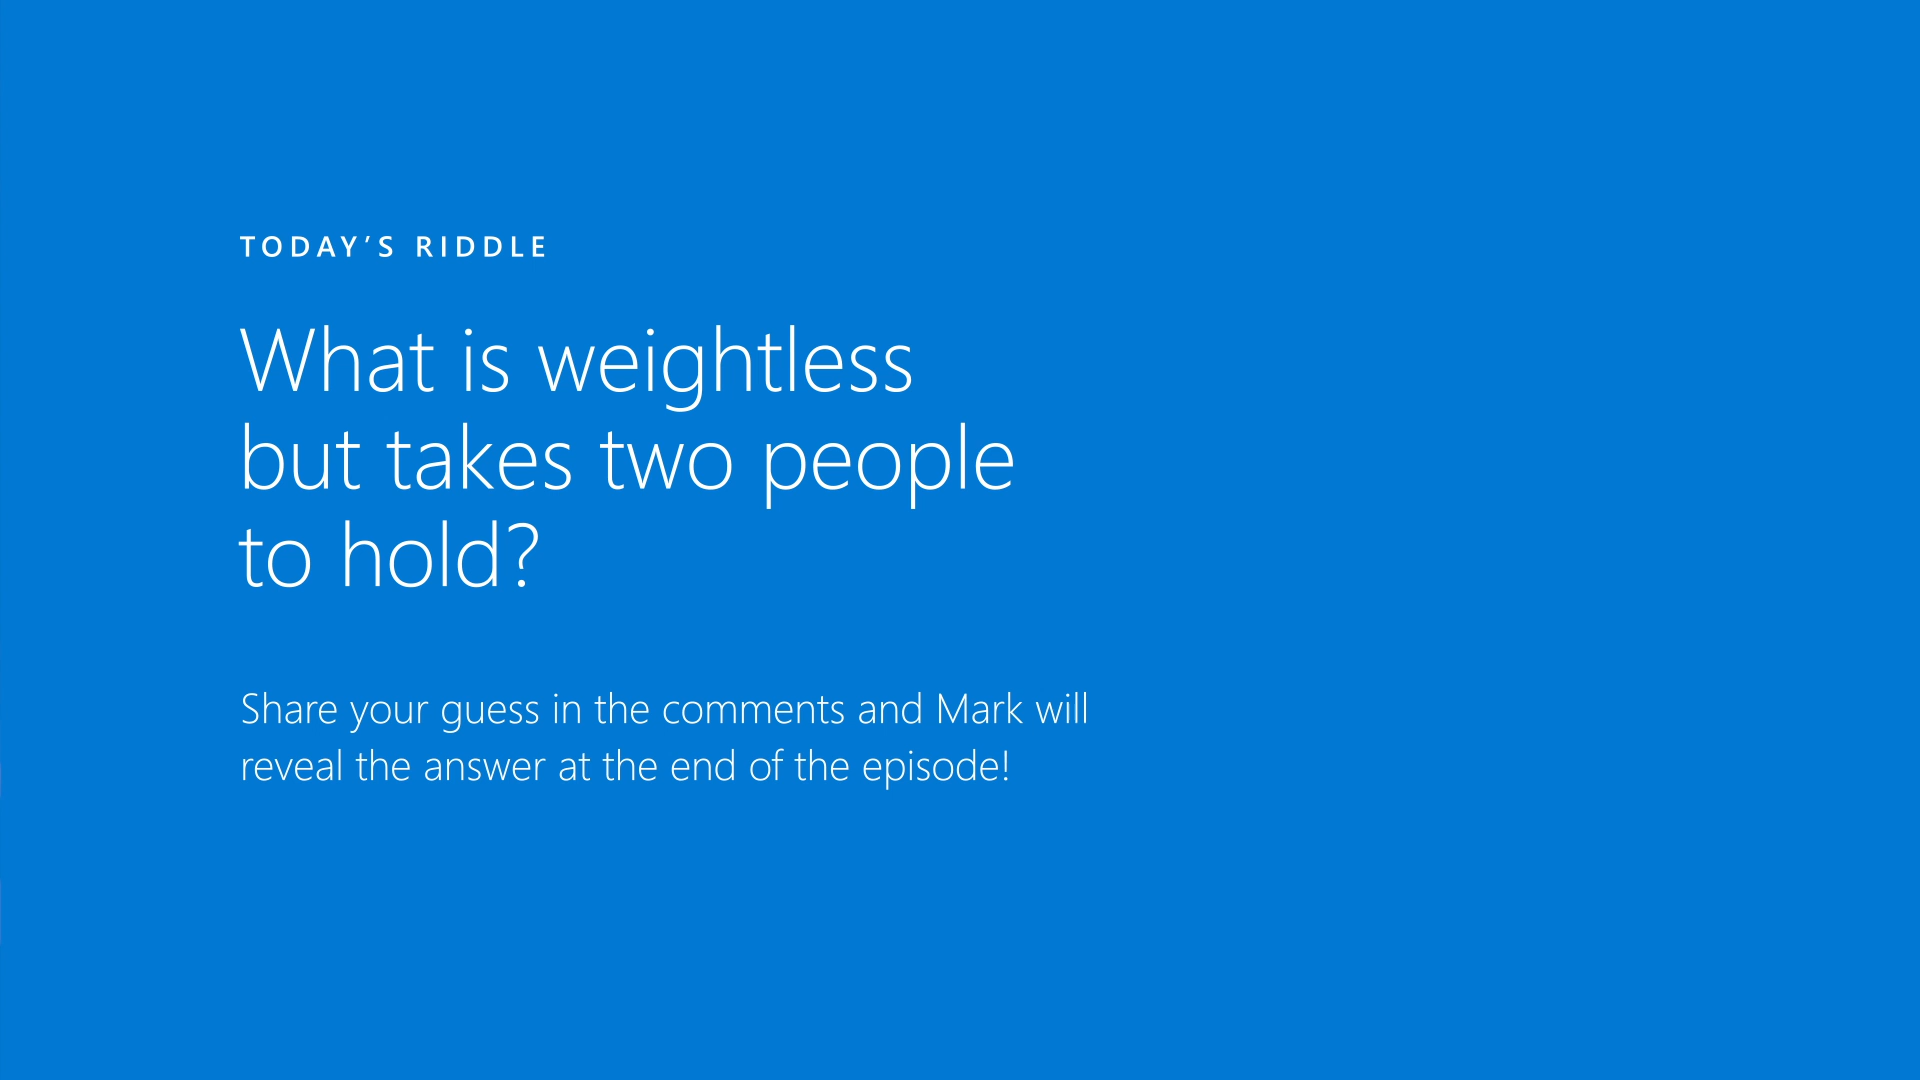 TODAY’S RIDDLE
What is weightless
but takes two people
to hold?
Share your guess in the comments and Mark will
reveal the answer at the end of the episode!